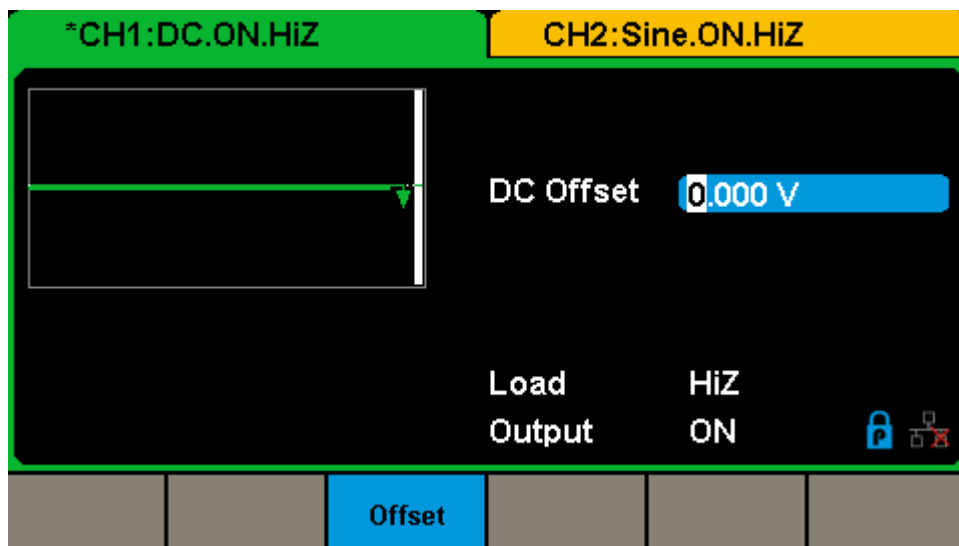 *CH1:DC.ON.HiZ
CH2:Sine.ON.HiZ
DC Offset 0.000 V
Load HiZ
Output ON
P
Offset